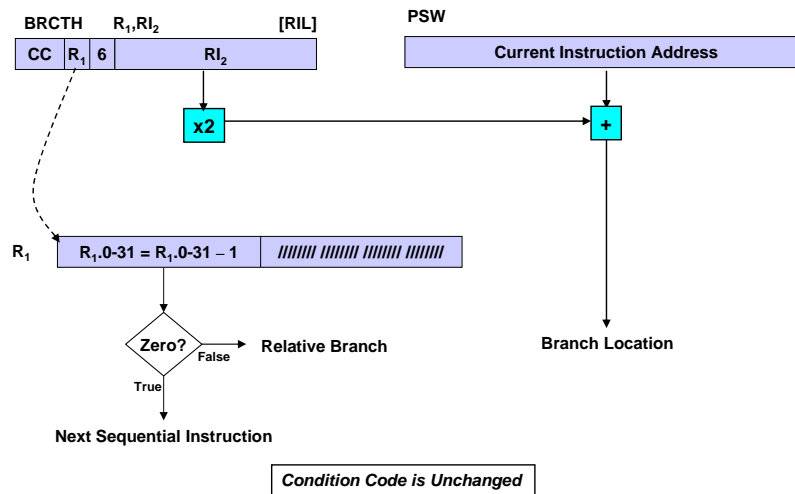 BRCTH R₁,RI₂ [RIL]
PSW
CC R₁ 6 RI₂
Current Instruction Address
x2
+
R₁
R₁.0-31 = R₁.0-31 – 1
//////// //////// //////// ////////
Zero?
False
Relative Branch
Branch Location
True
Next Sequential Instruction
Condition Code is Unchanged